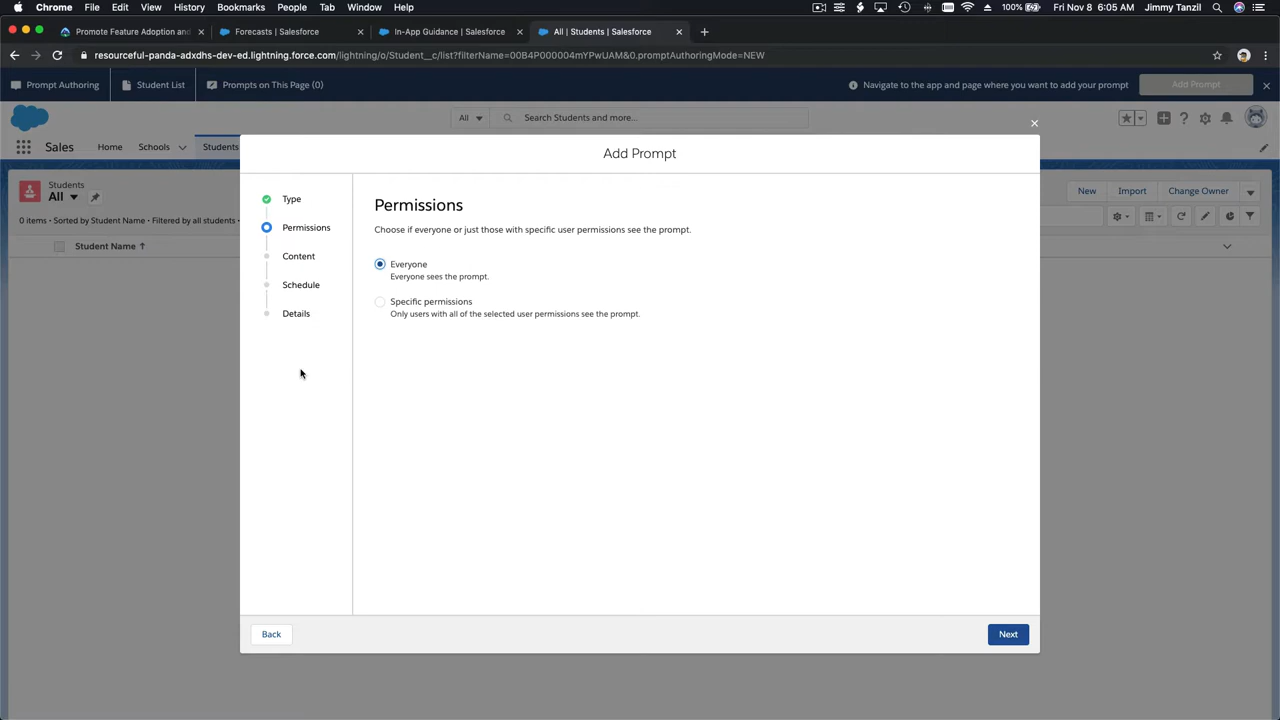 Chrome File Edit View History Bookmarks People Tab Window Help
100% Fri Nov 8 6:05 AM Jimmy Tanzil
Promote Feature Adoption and
Forecasts | Salesforce
In-App Guidance | Salesforce
All | Students | Salesforce
resourceful-panda-adxdhs-dev-ed.lightning.force.com/lightning/o/Student__c/list?filterName=00B4P000004mYPwUAM&0.promptAuthoringMode=NEW
Prompt Authoring
Student List
Prompts on This Page (0)
Navigate to the app and page where you want to add your prompt
Add Prompt
All
Search Students and more...
Sales
Home
Schools
Students
Students
All
New
Import
Change Owner
0 items • Sorted by Student Name • Filtered by all students •
Student Name
Add Prompt
Type
Permissions
Content
Schedule
Details
Permissions
Choose if everyone or just those with specific user permissions see the prompt.
Everyone
Everyone sees the prompt.
Specific permissions
Only users with all of the selected user permissions see the prompt.
Back
Next